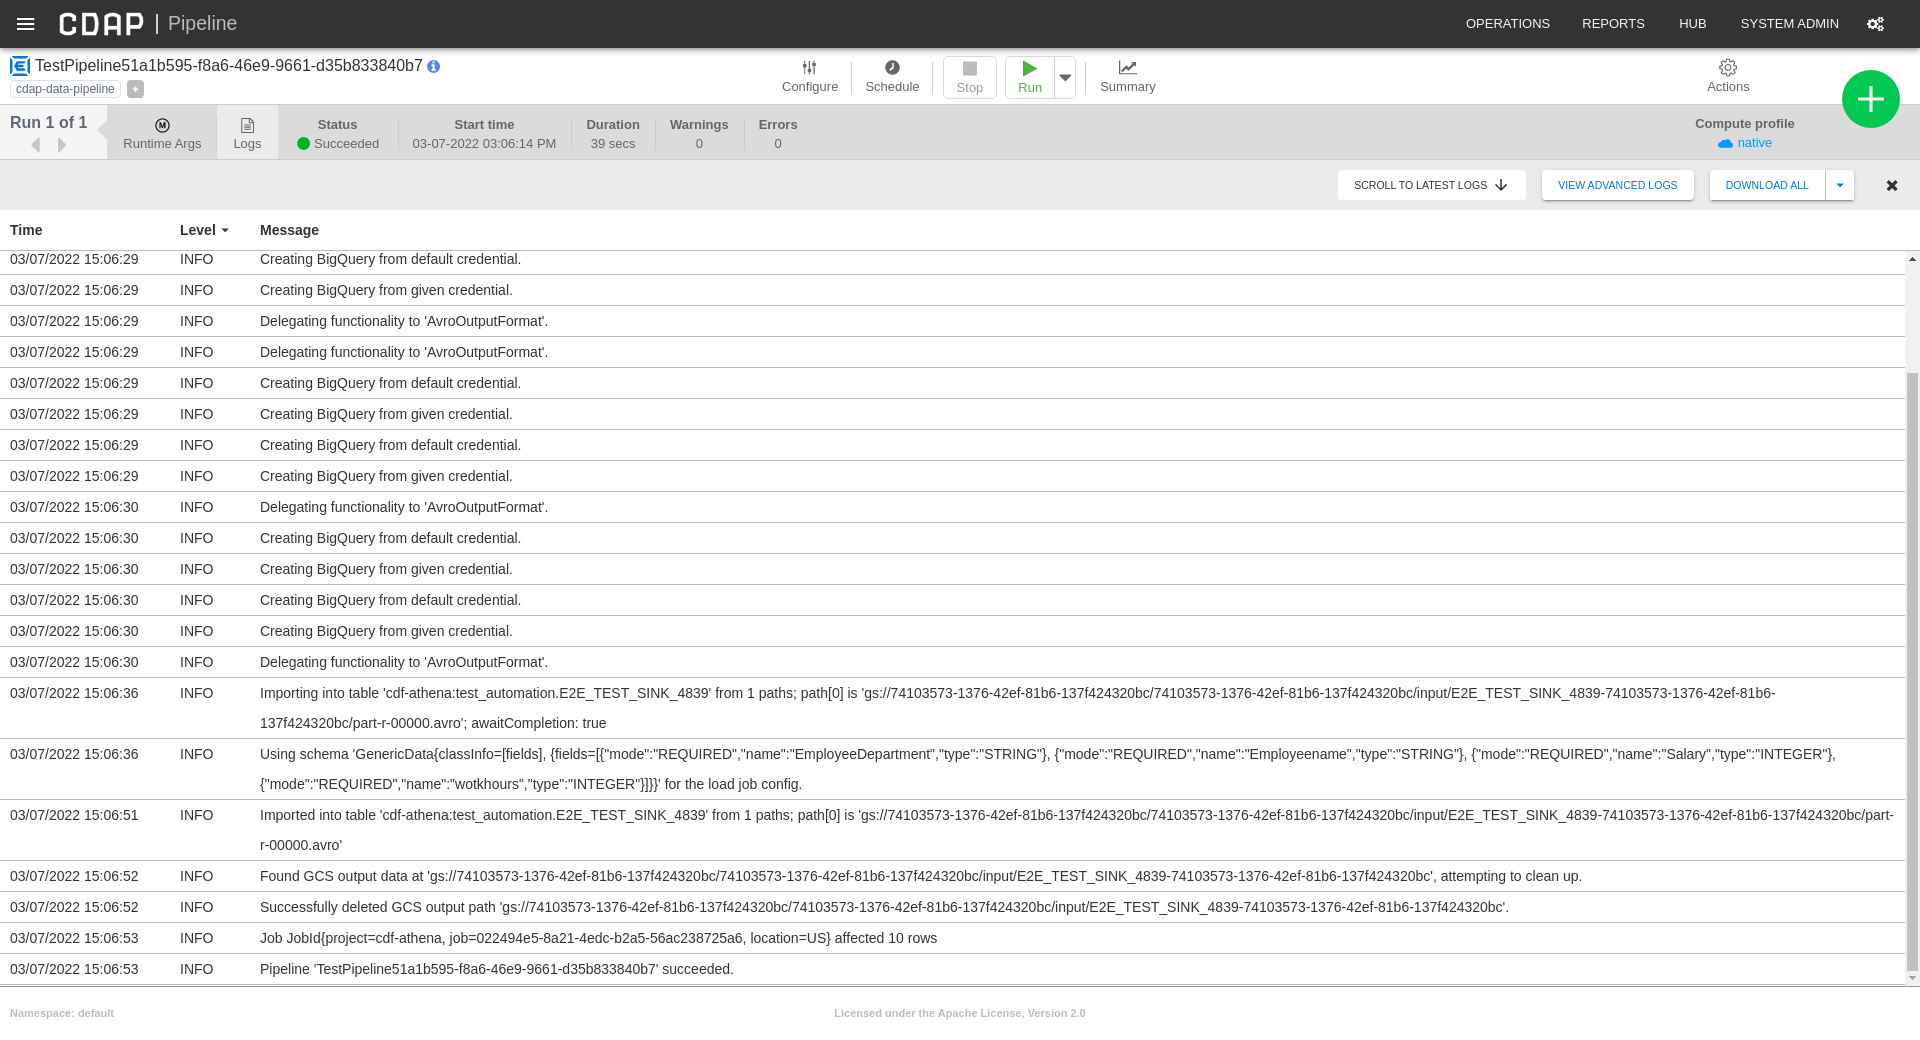 CDAP | Pipeline
OPERATIONS REPORTS HUB SYSTEM ADMIN
TestPipeline51a1b595-f8a6-46e9-9661-d35b833840b7
cdap-data-pipeline +
Configure Schedule Stop Run Summary Actions
Run 1 of 1
Runtime Args Logs
Status Start time Duration Warnings Errors Compute profile
Succeeded 03-07-2022 03:06:14 PM 39 secs 0 0 native
SCROLL TO LATEST LOGS VIEW ADVANCED LOGS DOWNLOAD ALL
Time Level Message
03/07/2022 15:06:29 INFO Creating BigQuery from default credential.
03/07/2022 15:06:29 INFO Creating BigQuery from given credential.
03/07/2022 15:06:29 INFO Delegating functionality to 'AvroOutputFormat'.
03/07/2022 15:06:29 INFO Delegating functionality to 'AvroOutputFormat'.
03/07/2022 15:06:29 INFO Creating BigQuery from default credential.
03/07/2022 15:06:29 INFO Creating BigQuery from given credential.
03/07/2022 15:06:29 INFO Creating BigQuery from default credential.
03/07/2022 15:06:29 INFO Creating BigQuery from given credential.
03/07/2022 15:06:30 INFO Delegating functionality to 'AvroOutputFormat'.
03/07/2022 15:06:30 INFO Creating BigQuery from default credential.
03/07/2022 15:06:30 INFO Creating BigQuery from given credential.
03/07/2022 15:06:30 INFO Creating BigQuery from default credential.
03/07/2022 15:06:30 INFO Creating BigQuery from given credential.
03/07/2022 15:06:30 INFO Delegating functionality to 'AvroOutputFormat'.
03/07/2022 15:06:36 INFO Importing into table 'cdf-athena:test_automation.E2E_TEST_SINK_4839' from 1 paths; path[0] is 'gs://74103573-1376-42ef-81b6-137f424320bc/74103573-1376-42ef-81b6-137f424320bc/input/E2E_TEST_SINK_4839-74103573-1376-42ef-81b6-
137f424320bc/part-r-00000.avro'; awaitCompletion: true
03/07/2022 15:06:36 INFO Using schema 'GenericData{classInfo=[fields], {fields=[{"mode":"REQUIRED","name":"EmployeeDepartment","type":"STRING"}, {"mode":"REQUIRED","name":"Employeename","type":"STRING"}, {"mode":"REQUIRED","name":"Salary","type":"INTEGER"},
{"mode":"REQUIRED","name":"wotkhours","type":"INTEGER"}]}}' for the load job config.
03/07/2022 15:06:51 INFO Imported into table 'cdf-athena:test_automation.E2E_TEST_SINK_4839' from 1 paths; path[0] is 'gs://74103573-1376-42ef-81b6-137f424320bc/74103573-1376-42ef-81b6-137f424320bc/input/E2E_TEST_SINK_4839-74103573-1376-42ef-81b6-137f424320bc/part-
r-00000.avro'
03/07/2022 15:06:52 INFO Found GCS output data at 'gs://74103573-1376-42ef-81b6-137f424320bc/74103573-1376-42ef-81b6-137f424320bc/input/E2E_TEST_SINK_4839-74103573-1376-42ef-81b6-137f424320bc', attempting to clean up.
03/07/2022 15:06:52 INFO Successfully deleted GCS output path 'gs://74103573-1376-42ef-81b6-137f424320bc/74103573-1376-42ef-81b6-137f424320bc/input/E2E_TEST_SINK_4839-74103573-1376-42ef-81b6-137f424320bc'.
03/07/2022 15:06:53 INFO Job JobId{project=cdf-athena, job=022494e5-8a21-4edc-b2a5-56ac238725a6, location=US} affected 10 rows
03/07/2022 15:06:53 INFO Pipeline 'TestPipeline51a1b595-f8a6-46e9-9661-d35b833840b7' succeeded.
Namespace: default Licensed under the Apache License, Version 2.0